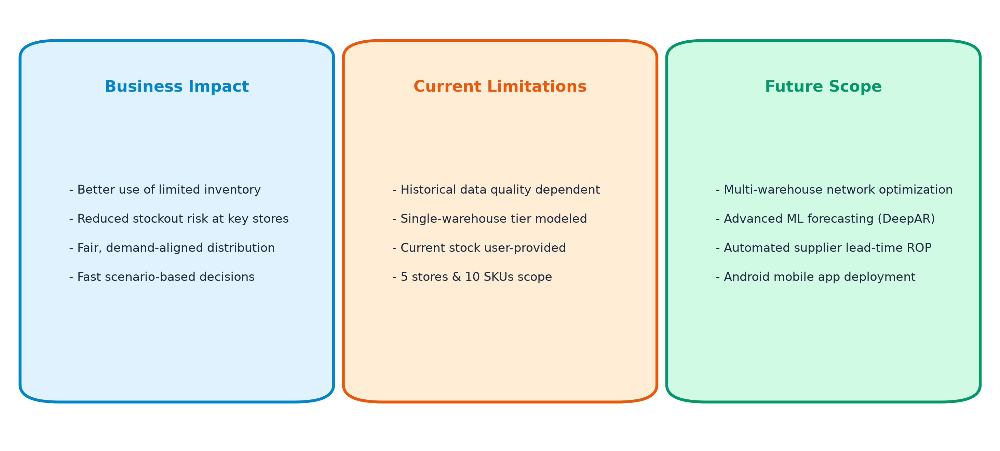 Business Impact
- Better use of limited inventory
- Reduced stockout risk at key stores
- Fair, demand-aligned distribution
- Fast scenario-based decisions
Current Limitations
- Historical data quality dependent
- Single-warehouse tier modeled
- Current stock user-provided
- 5 stores & 10 SKUs scope
Future Scope
- Multi-warehouse network optimization
- Advanced ML forecasting (DeepAR)
- Automated supplier lead-time ROP
- Android mobile app deployment